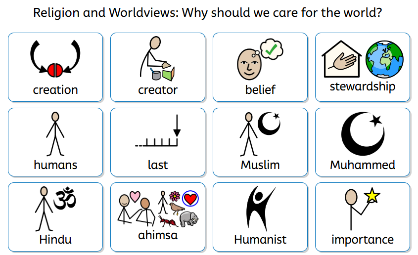 Religion and Worldviews: Why should we care for the world?
creation
creator
belief
stewardship
humans
last
Muslim
Muhammed
Hindu
ahimsa
Humanist
importance